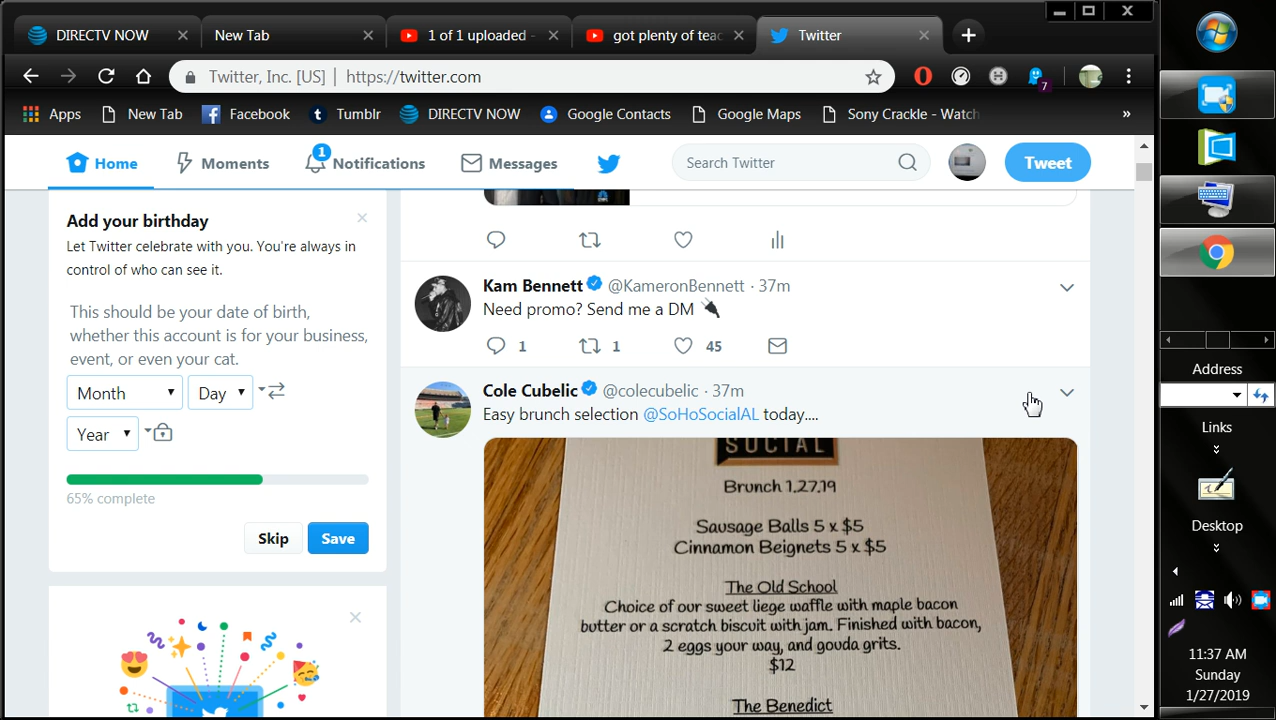 DIRECTV NOW
New Tab
1 of 1 uploaded -
got plenty of teac
Twitter
Twitter, Inc. [US] | https://twitter.com
7
Apps
New Tab
Facebook
Tumblr
DIRECTV NOW
Google Contacts
Google Maps
Sony Crackle - Watch
»
Home
Moments
1
Notifications
Messages
Search Twitter
Tweet
Add your birthday
Let Twitter celebrate with you. You're always in
control of who can see it.
This should be your date of birth,
whether this account is for your business,
event, or even your cat.
Month
Day
Year
65% complete
Skip
Save
Kam Bennett @KameronBennett · 37m
Need promo? Send me a DM
1 1 45
Cole Cubelic @colecubelic · 37m
Easy brunch selection @SoHoSocialAL today....
SOCIAL
Brunch 1.27.19
Sausage Balls 5 x $5
Cinnamon Beignets 5 x $5
The Old School
Choice of our sweet liege waffle with maple bacon
butter or a scratch biscuit with jam. Finished with bacon,
2 eggs your way, and gouda grits.
$12
The Benedict
Address
Links
Desktop
11:37 AM
Sunday
1/27/2019